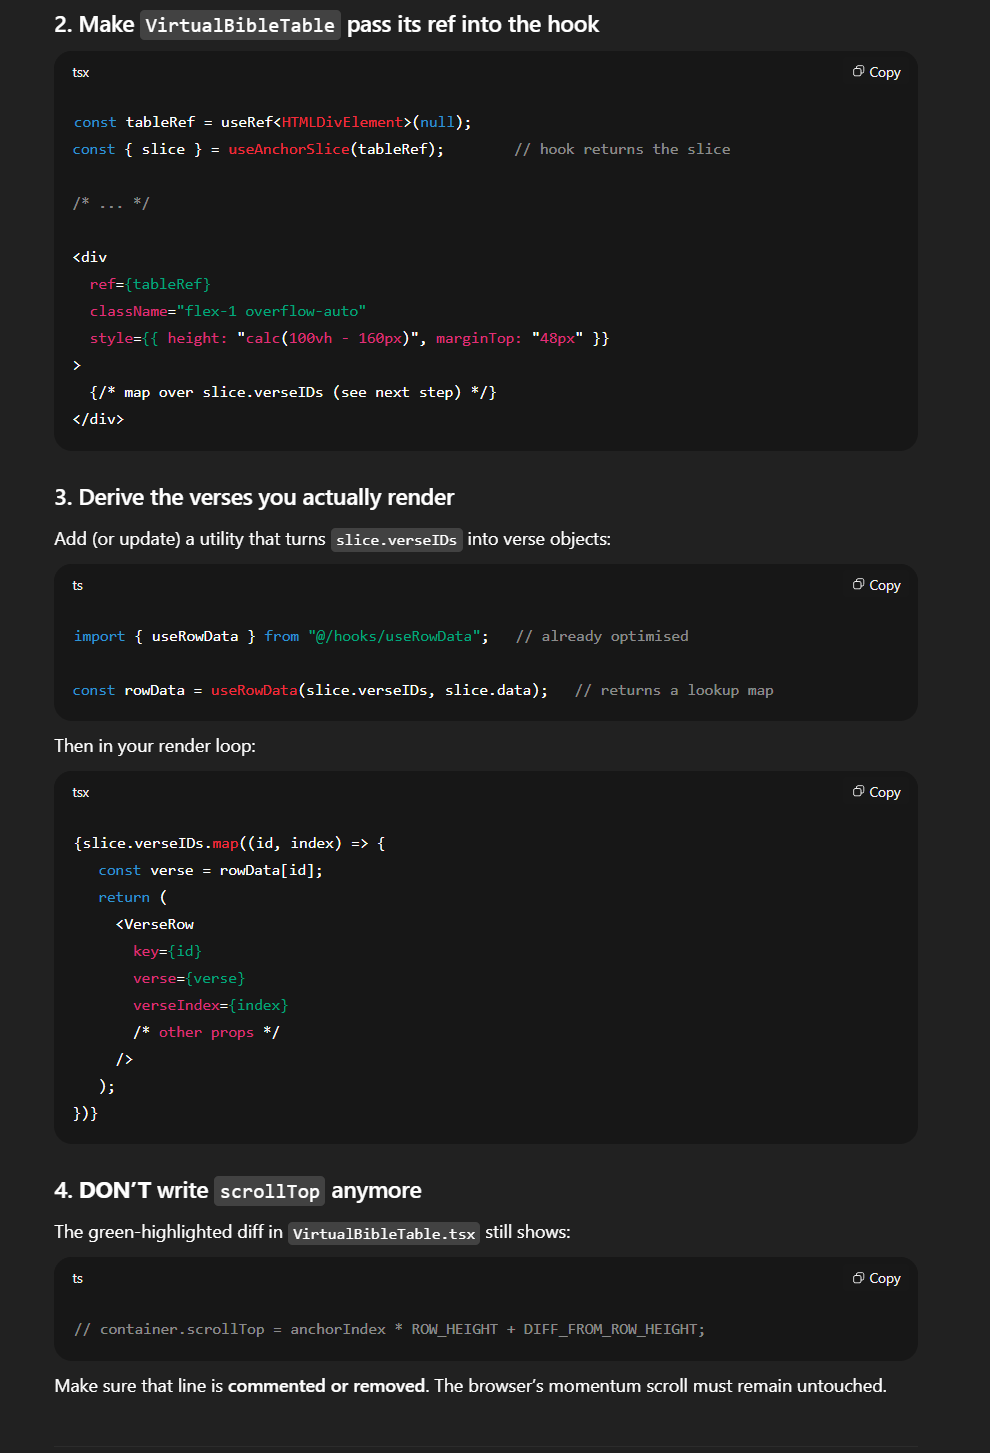 2. Make VirtualBibleTable pass its ref into the hook
tsx
Copy
const tableRef = useRef<HTMLDivElement>(null);
const { slice } = useAnchorSlice(tableRef);        // hook returns the slice
/* ... */
<div
  ref={tableRef}
  className="flex-1 overflow-auto"
  style={{ height: "calc(100vh - 160px)", marginTop: "48px" }}
>
  {/* map over slice.verseIDs (see next step) */}
</div>
3. Derive the verses you actually render
Add (or update) a utility that turns slice.verseIDs into verse objects:
ts
Copy
import { useRowData } from "@/hooks/useRowData";   // already optimised
const rowData = useRowData(slice.verseIDs, slice.data);   // returns a lookup map
Then in your render loop:
tsx
Copy
{slice.verseIDs.map((id, index) => {
   const verse = rowData[id];
   return (
     <VerseRow
       key={id}
       verse={verse}
       verseIndex={index}
       /* other props */
     />
   );
})}
4. DON’T write scrollTop anymore
The green-highlighted diff in VirtualBibleTable.tsx still shows:
ts
Copy
// container.scrollTop = anchorIndex * ROW_HEIGHT + DIFF_FROM_ROW_HEIGHT;
Make sure that line is commented or removed. The browser’s momentum scroll must remain untouched.